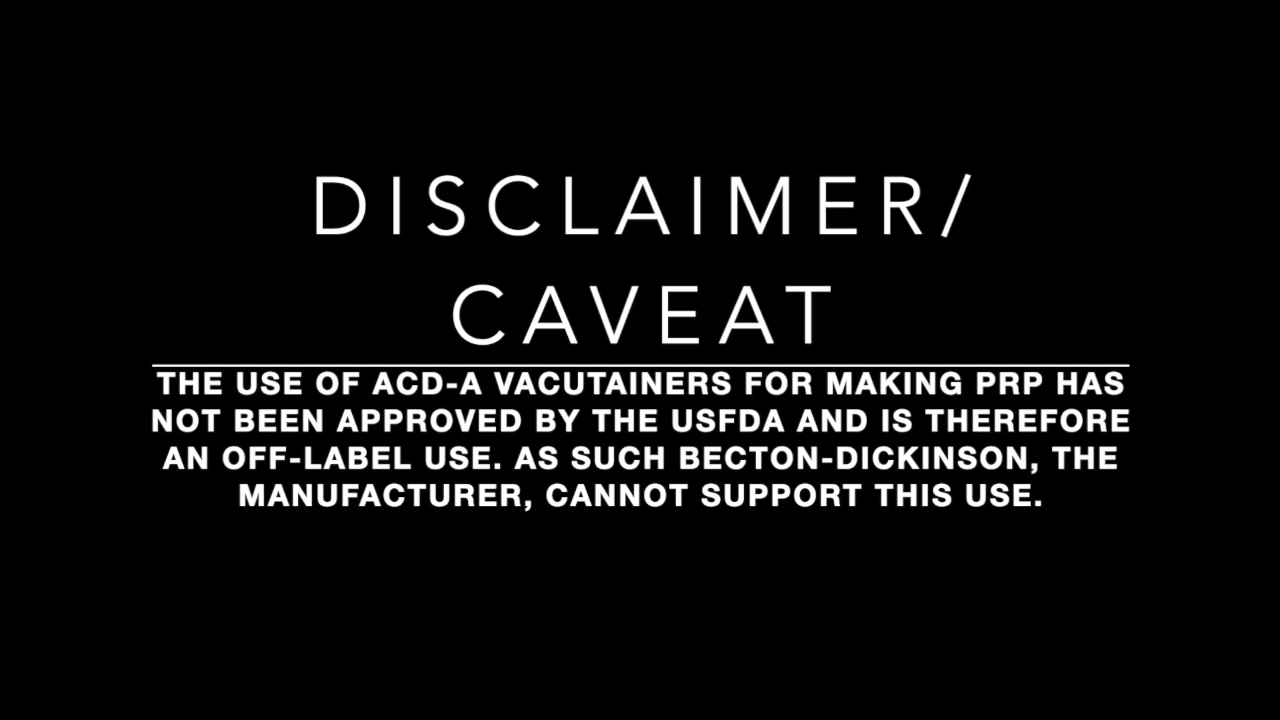 DISCLAIMER/
CAVEAT
THE USE OF ACD-A VACUTAINERS FOR MAKING PRP HAS
NOT BEEN APPROVED BY THE USFDA AND IS THEREFORE
AN OFF-LABEL USE. AS SUCH BECTON-DICKINSON, THE
MANUFACTURER, CANNOT SUPPORT THIS USE.